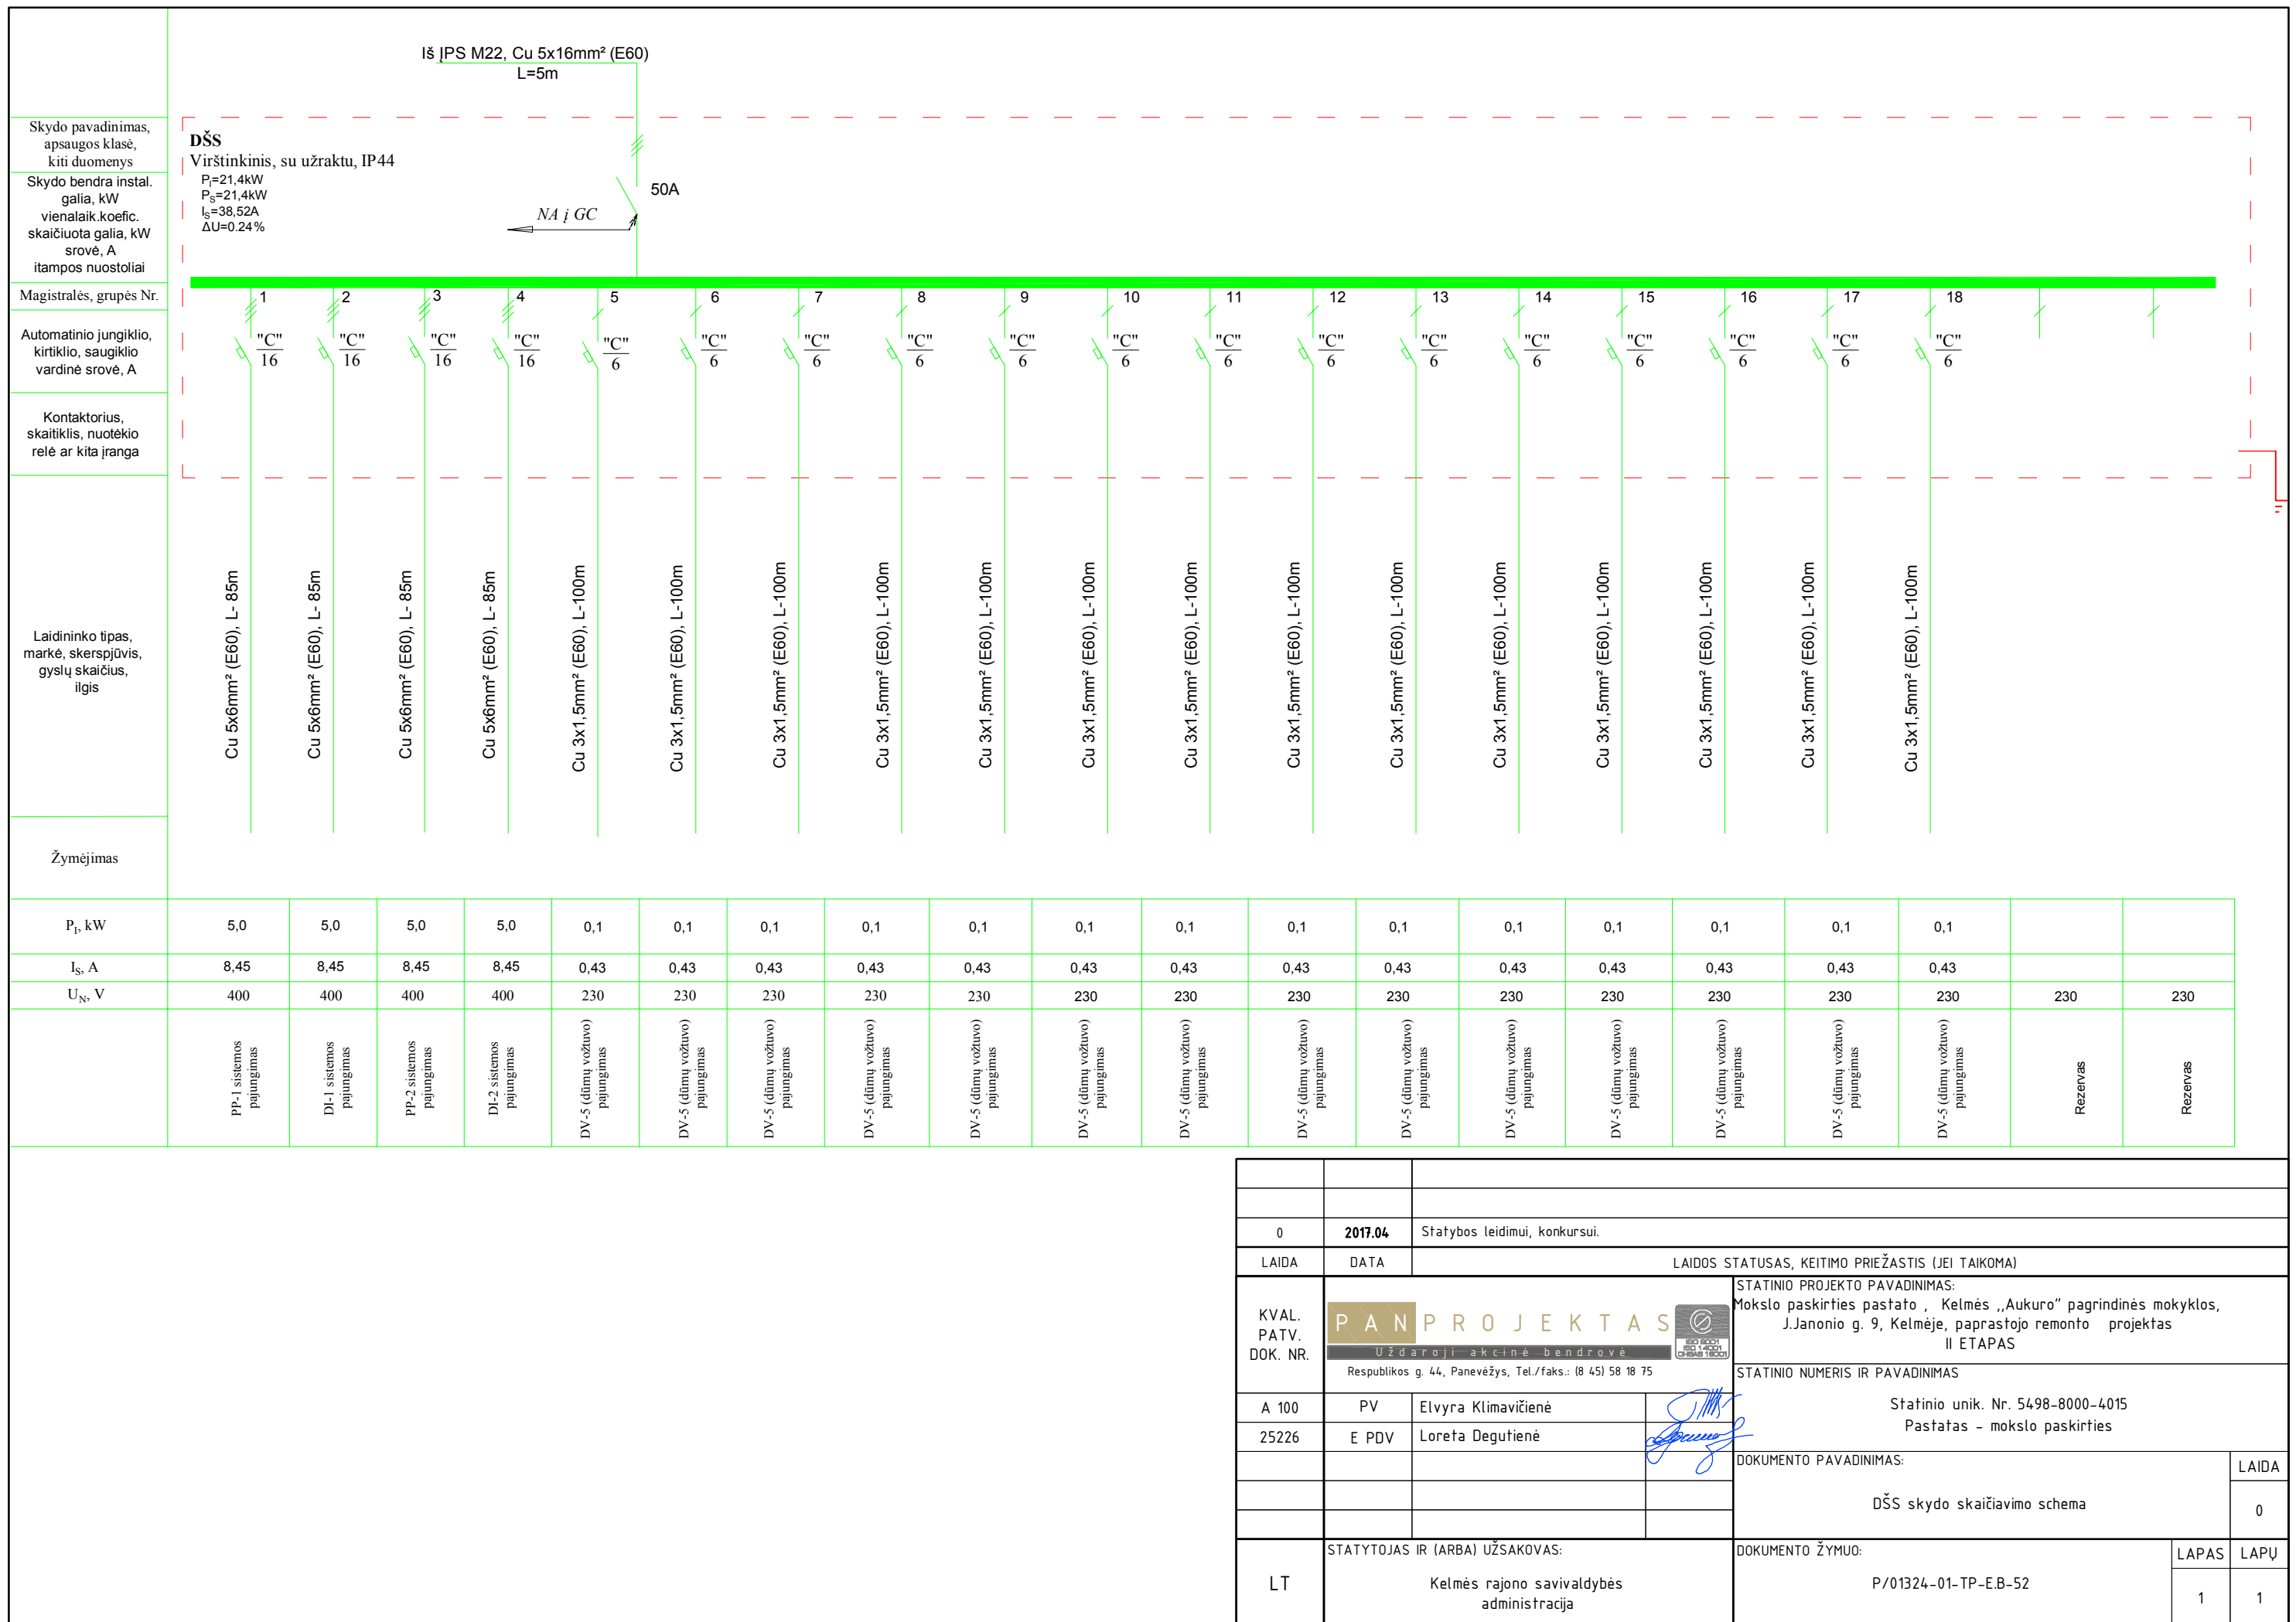 Iš ĮPS M22, Cu 5x16mm² (E60)
L=5m
Skydo pavadinimas,
apsaugos klasė,
kiti duomenys
DŠS
Virštinkinis, su užraktu, IP44
Skydo bendra instal.
galia, kW
vienalaik.koefic.
skaičiuota galia, kW
srovė, A
itampos nuostoliai
PI=21,4kW
PS=21,4kW
IS=38,52A
ΔU=0.24%
NA į GC
50A
Magistralės, grupės Nr.
1 2 3 4 5 6 7 8 9 10 11 12 13 14 15 16 17 18
Automatinio jungiklio,
kirtiklio, saugiklio
vardinė srovė, A
"C" "C" "C" "C" "C" "C" "C" "C" "C" "C" "C" "C" "C" "C" "C" "C" "C" "C"
16 16 16 16 6 6 6 6 6 6 6 6 6 6 6 6 6 6
Kontaktorius,
skaitiklis, nuotėkio
relė ar kita įranga
Laidininko tipas,
markė, skerspjūvis,
gyslų skaičius,
ilgis
Cu 5x6mm² (E60), L- 85m
Cu 5x6mm² (E60), L- 85m
Cu 5x6mm² (E60), L- 85m
Cu 5x6mm² (E60), L- 85m
Cu 3x1,5mm² (E60), L-100m
Cu 3x1,5mm² (E60), L-100m
Cu 3x1,5mm² (E60), L-100m
Cu 3x1,5mm² (E60), L-100m
Cu 3x1,5mm² (E60), L-100m
Cu 3x1,5mm² (E60), L-100m
Cu 3x1,5mm² (E60), L-100m
Cu 3x1,5mm² (E60), L-100m
Cu 3x1,5mm² (E60), L-100m
Cu 3x1,5mm² (E60), L-100m
Cu 3x1,5mm² (E60), L-100m
Cu 3x1,5mm² (E60), L-100m
Cu 3x1,5mm² (E60), L-100m
Cu 3x1,5mm² (E60), L-100m
Žymėjimas
PI, kW 5,0 5,0 5,0 5,0 0,1 0,1 0,1 0,1 0,1 0,1 0,1 0,1 0,1 0,1 0,1 0,1 0,1 0,1
IS, A 8,45 8,45 8,45 8,45 0,43 0,43 0,43 0,43 0,43 0,43 0,43 0,43 0,43 0,43 0,43 0,43 0,43 0,43
UN, V 400 400 400 400 230 230 230 230 230 230 230 230 230 230 230 230 230 230 230 230
PP-1 sistemos
pajungimas
DI-1 sistemos
pajungimas
PP-2 sistemos
pajungimas
DI-2 sistemos
pajungimas
DV-5 (dūmų vožtuvo)
pajungimas
DV-5 (dūmų vožtuvo)
pajungimas
DV-5 (dūmų vožtuvo)
pajungimas
DV-5 (dūmų vožtuvo)
pajungimas
DV-5 (dūmų vožtuvo)
pajungimas
DV-5 (dūmų vožtuvo)
pajungimas
DV-5 (dūmų vožtuvo)
pajungimas
DV-5 (dūmų vožtuvo)
pajungimas
DV-5 (dūmų vožtuvo)
pajungimas
DV-5 (dūmų vožtuvo)
pajungimas
DV-5 (dūmų vožtuvo)
pajungimas
DV-5 (dūmų vožtuvo)
pajungimas
DV-5 (dūmų vožtuvo)
pajungimas
DV-5 (dūmų vožtuvo)
pajungimas
Rezervas
Rezervas
0 2017.04 Statybos leidimui, konkursui.
LAIDA DATA LAIDOS STATUSAS, KEITIMO PRIEŽASTIS (JEI TAIKOMA)
KVAL.
PATV.
DOK. NR.
PANPROJEKTAS
Uždaroji akcinė bendrovė
ISO 9001
ISO 14001
OHSAS 18001
Respublikos g. 44, Panevėžys, Tel./faks.: (8 45) 58 18 75
STATINIO PROJEKTO PAVADINIMAS:
Mokslo paskirties pastato , Kelmės ,,Aukuro" pagrindinės mokyklos,
J.Janonio g. 9, Kelmėje, paprastojo remonto projektas
II ETAPAS
STATINIO NUMERIS IR PAVADINIMAS
Statinio unik. Nr. 5498-8000-4015
Pastatas - mokslo paskirties
A 100 PV Elvyra Klimavičienė
25226 E PDV Loreta Degutienė
DOKUMENTO PAVADINIMAS:
LAIDA
DŠS skydo skaičiavimo schema
0
LT
STATYTOJAS IR (ARBA) UŽSAKOVAS:
Kelmės rajono savivaldybės
administracija
DOKUMENTO ŽYMUO:
P/01324-01-TP-E.B-52
LAPAS LAPŲ
1 1